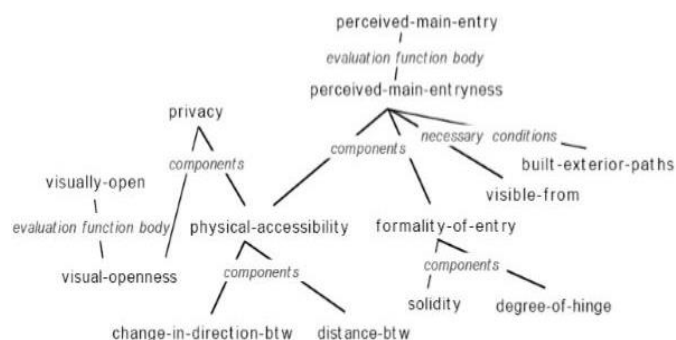 perceived-main-entry
evaluation function body
perceived-main-entryness
privacy
necessary conditions
components
components
built-exterior-paths
visually-open
visible-from
evaluation function body
physical-accessibility
formality-of-entry
visual-openness
components
components
solidity
degree-of-hinge
change-in-direction-btw
distance-btw